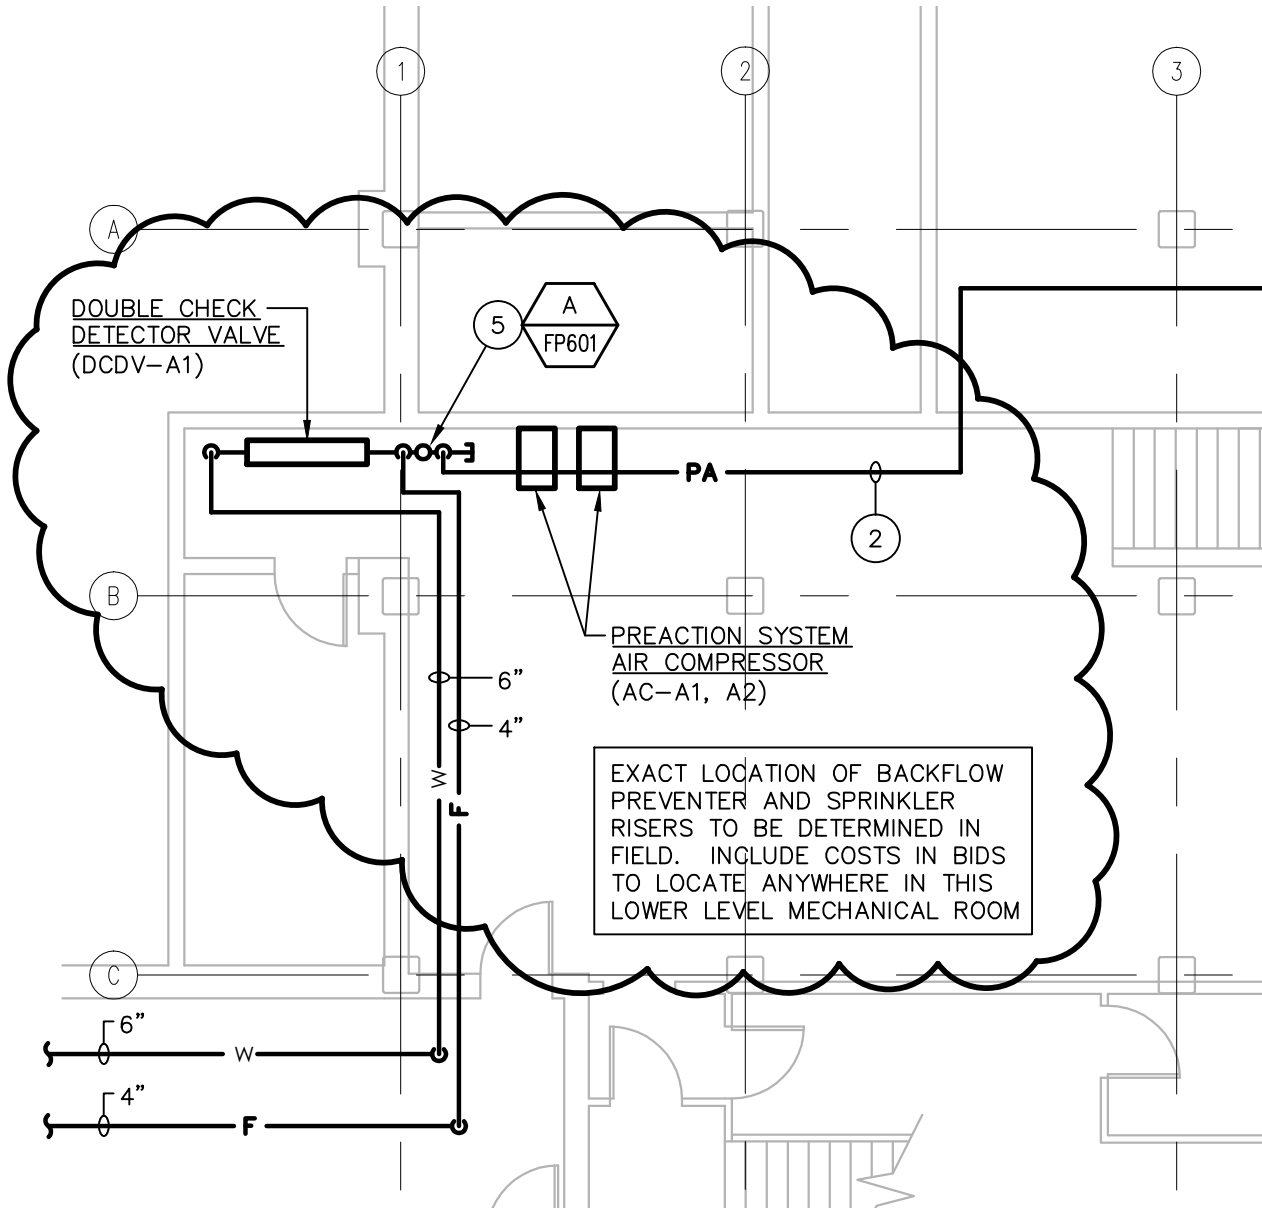 1
2
3
A
DOUBLE CHECK
DETECTOR VALVE
(DCDV-A1)
5
A
FP601
PA
2
B
PREACTION SYSTEM
AIR COMPRESSOR
(AC-A1, A2)
6"
4"
W
F
EXACT LOCATION OF BACKFLOW
PREVENTER AND SPRINKLER
RISERS TO BE DETERMINED IN
FIELD. INCLUDE COSTS IN BIDS
TO LOCATE ANYWHERE IN THIS
LOWER LEVEL MECHANICAL ROOM
C
6"
W
4"
F